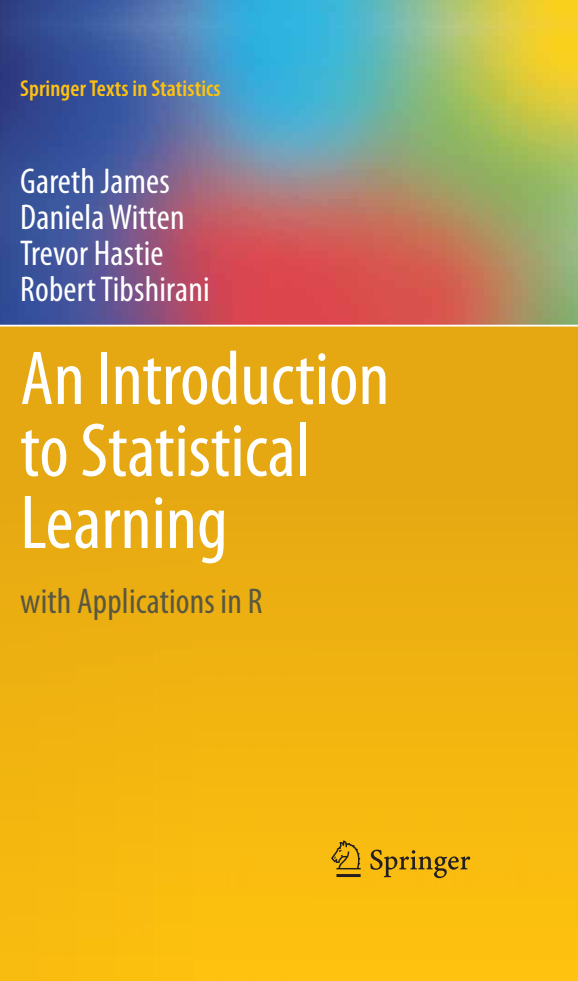 Springer Texts in Statistics
Gareth James
Daniela Witten
Trevor Hastie
Robert Tibshirani
An Introduction
to Statistical
Learning
with Applications in R
Springer